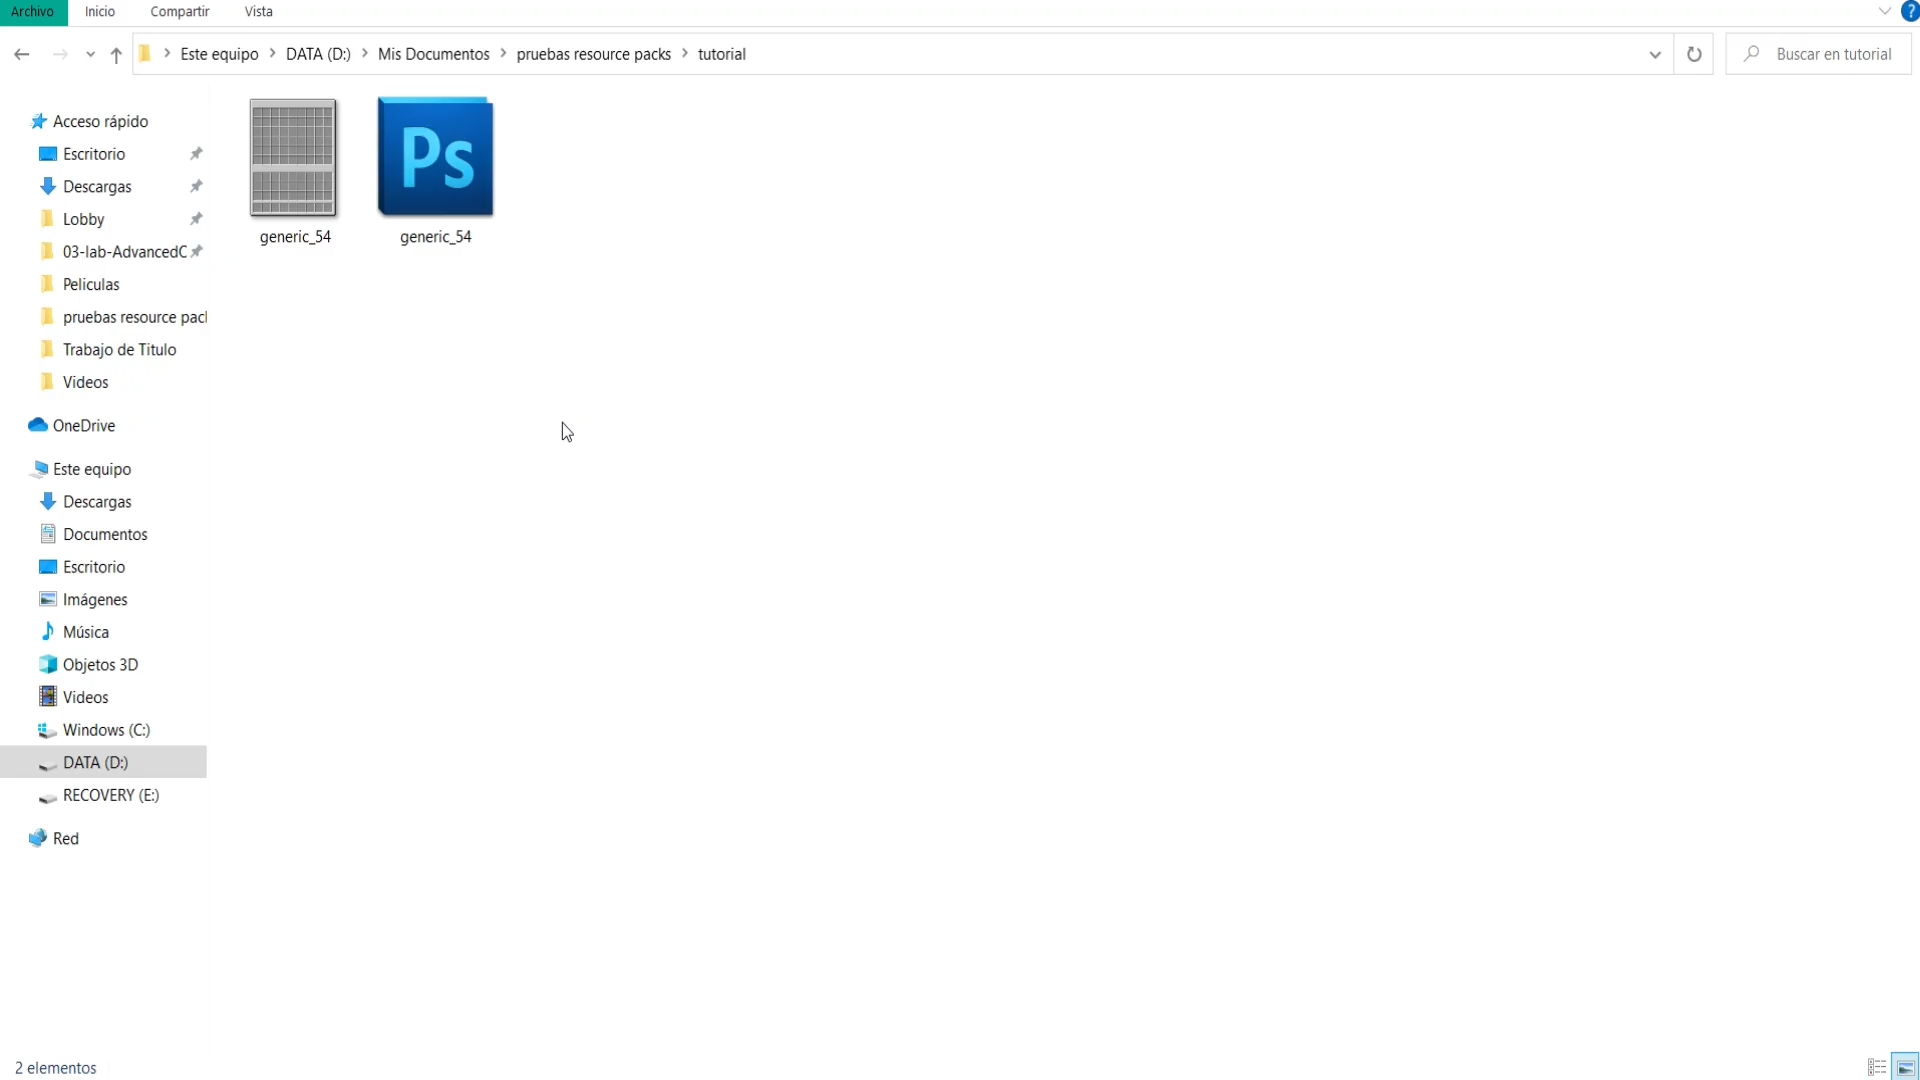 Archivo Inicio Compartir Vista ?
Este equipo DATA (D:) Mis Documentos pruebas resource packs tutorial Buscar en tutorial
Acceso rápido
Escritorio
Descargas
Lobby
03-lab-AdvancedC
Peliculas
pruebas resource pac
Trabajo de Titulo
Videos
OneDrive
Este equipo
Descargas
Documentos
Escritorio
Imágenes
Música
Objetos 3D
Videos
Windows (C:)
DATA (D:)
RECOVERY (E:)
Red
Ps
generic_54 generic_54
2 elementos